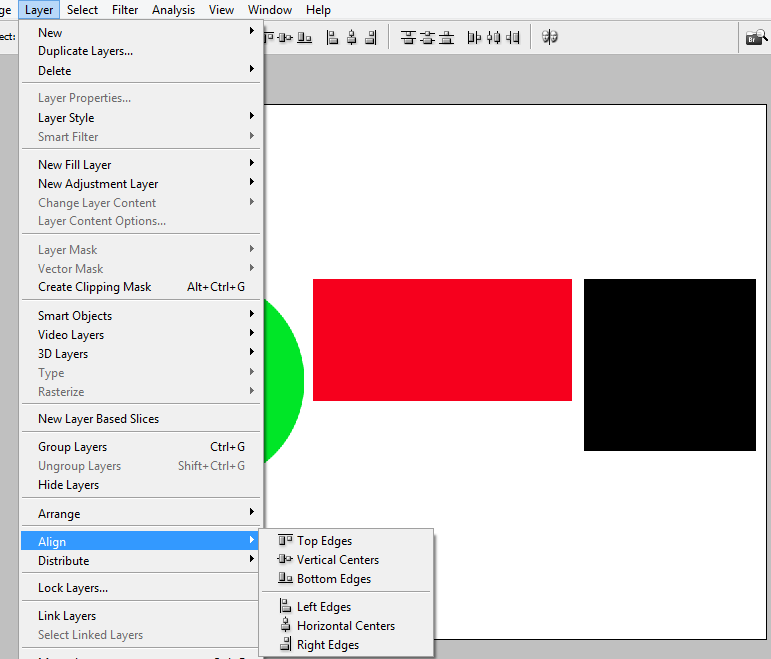 ge Layer Select Filter Analysis View Window Help
ect:
Br
New
Duplicate Layers...
Delete
Layer Properties...
Layer Style
Smart Filter
New Fill Layer
New Adjustment Layer
Change Layer Content
Layer Content Options...
Layer Mask
Vector Mask
Create Clipping Mask Alt+Ctrl+G
Smart Objects
Video Layers
3D Layers
Type
Rasterize
New Layer Based Slices
Group Layers Ctrl+G
Ungroup Layers Shift+Ctrl+G
Hide Layers
Arrange
Align
Distribute
Lock Layers...
Link Layers
Select Linked Layers
Top Edges
Vertical Centers
Bottom Edges
Left Edges
Horizontal Centers
Right Edges